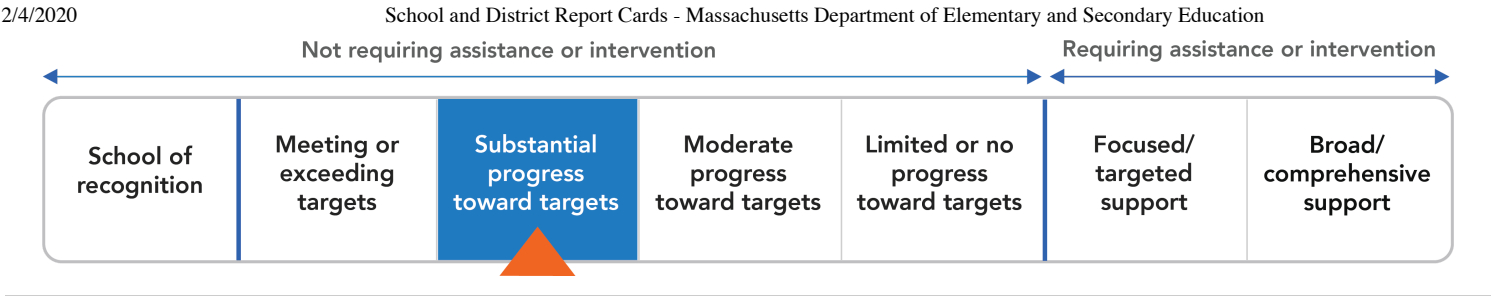 2/4/2020 School and District Report Cards - Massachusetts Department of Elementary and Secondary Education
Not requiring assistance or intervention
Requiring assistance or intervention
School of
recognition
Meeting or
exceeding
targets
Substantial
progress
toward targets
Moderate
progress
toward targets
Limited or no
progress
toward targets
Focused/
targeted
support
Broad/
comprehensive
support